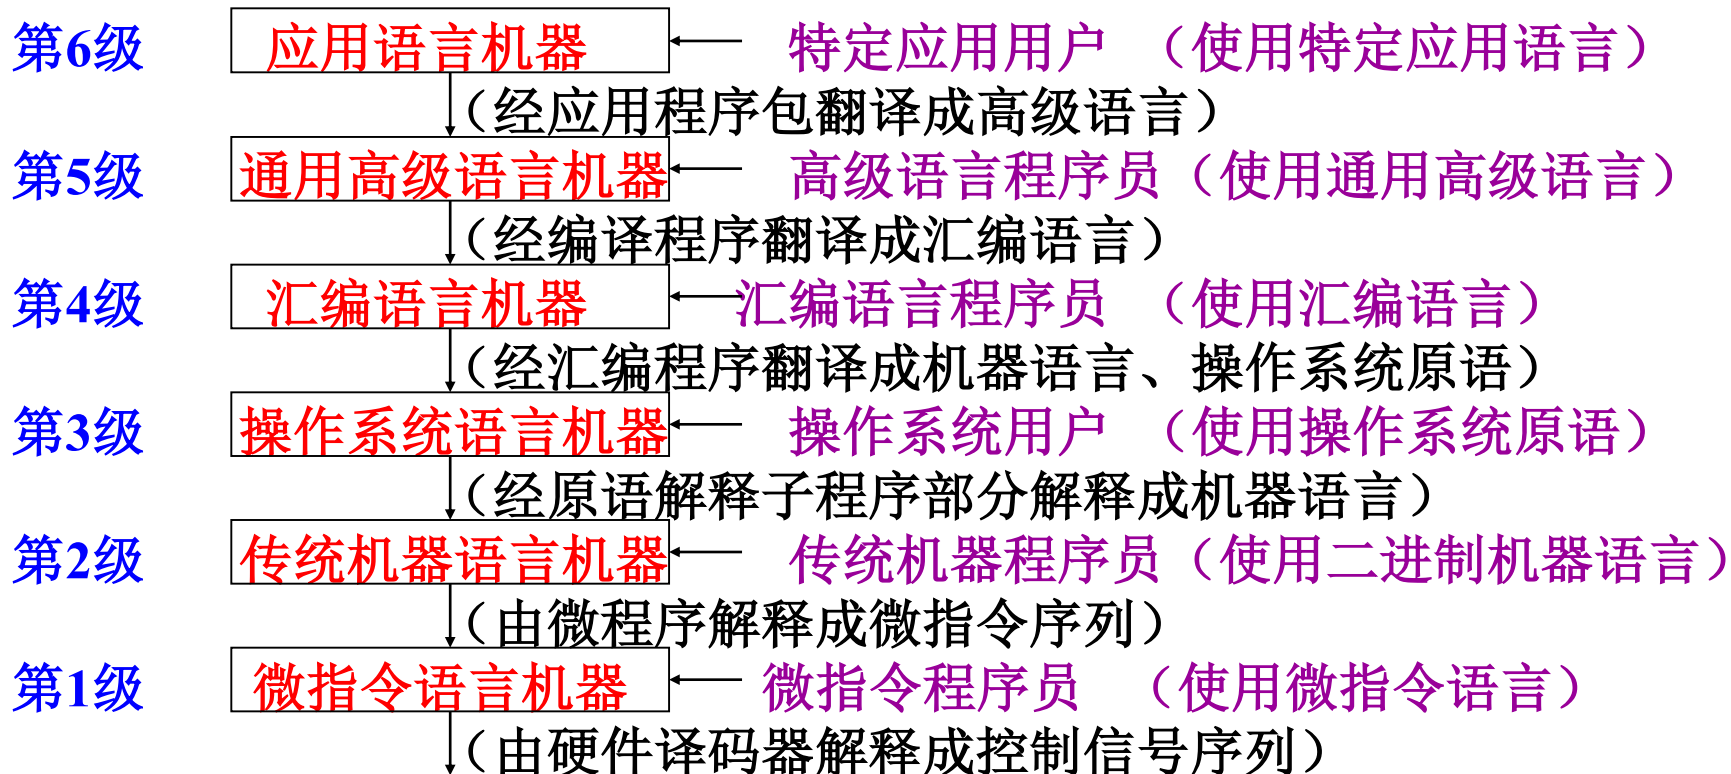 第6级 应用语言机器 特定应用用户 （使用特定应用语言）
（经应用程序包翻译成高级语言）
第5级 通用高级语言机器 高级语言程序员（使用通用高级语言）
（经编译程序翻译成汇编语言）
第4级 汇编语言机器 汇编语言程序员 （使用汇编语言）
（经汇编程序翻译成机器语言、操作系统原语）
第3级 操作系统语言机器 操作系统用户 （使用操作系统原语）
（经原语解释子程序部分解释成机器语言）
第2级 传统机器语言机器 传统机器程序员（使用二进制机器语言）
（由微程序解释成微指令序列）
第1级 微指令语言机器 微指令程序员 （使用微指令语言）
（由硬件译码器解释成控制信号序列）